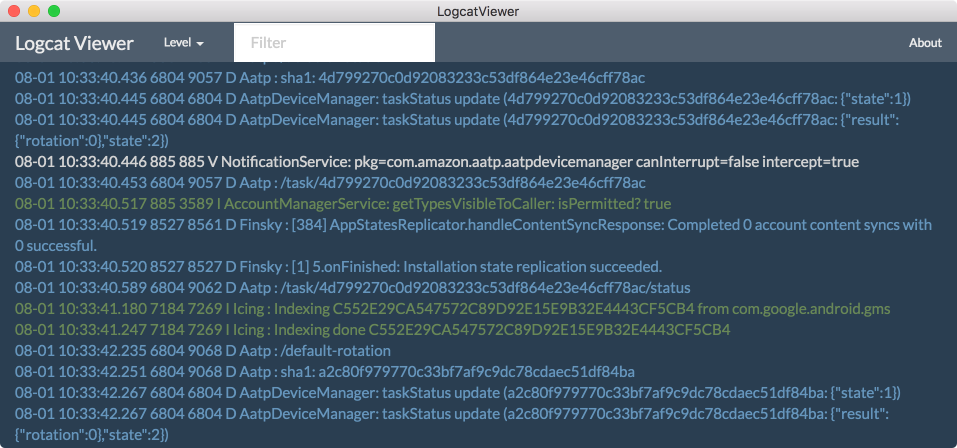 LogcatViewer
Logcat Viewer Level Filter About
08-01 10:33:40.436 6804 9057 D Aatp : sha1: 4d799270c0d92083233c53df864e23e46cff78ac
08-01 10:33:40.445 6804 6804 D AatpDeviceManager: taskStatus update (4d799270c0d92083233c53df864e23e46cff78ac: {"state":1})
08-01 10:33:40.445 6804 6804 D AatpDeviceManager: taskStatus update (4d799270c0d92083233c53df864e23e46cff78ac: {"result":
{"rotation":0},"state":2})
08-01 10:33:40.446 885 885 V NotificationService: pkg=com.amazon.aatp.aatpdevicemanager canInterrupt=false intercept=true
08-01 10:33:40.453 6804 9057 D Aatp : /task/4d799270c0d92083233c53df864e23e46cff78ac
08-01 10:33:40.517 885 3589 I AccountManagerService: getTypesVisibleToCaller: isPermitted? true
08-01 10:33:40.519 8527 8561 D Finsky : [384] AppStatesReplicator.handleContentSyncResponse: Completed 0 account content syncs with
0 successful.
08-01 10:33:40.520 8527 8527 D Finsky : [1] 5.onFinished: Installation state replication succeeded.
08-01 10:33:40.589 6804 9062 D Aatp : /task/4d799270c0d92083233c53df864e23e46cff78ac/status
08-01 10:33:41.180 7184 7269 I Icing : Indexing C552E29CA547572C89D92E15E9B32E4443CF5CB4 from com.google.android.gms
08-01 10:33:41.247 7184 7269 I Icing : Indexing done C552E29CA547572C89D92E15E9B32E4443CF5CB4
08-01 10:33:42.235 6804 9068 D Aatp : /default-rotation
08-01 10:33:42.251 6804 9068 D Aatp : sha1: a2c80f979770c33bf7af9c9dc78cdaec51df84ba
08-01 10:33:42.267 6804 6804 D AatpDeviceManager: taskStatus update (a2c80f979770c33bf7af9c9dc78cdaec51df84ba: {"state":1})
08-01 10:33:42.267 6804 6804 D AatpDeviceManager: taskStatus update (a2c80f979770c33bf7af9c9dc78cdaec51df84ba: {"result":
{"rotation":0},"state":2})